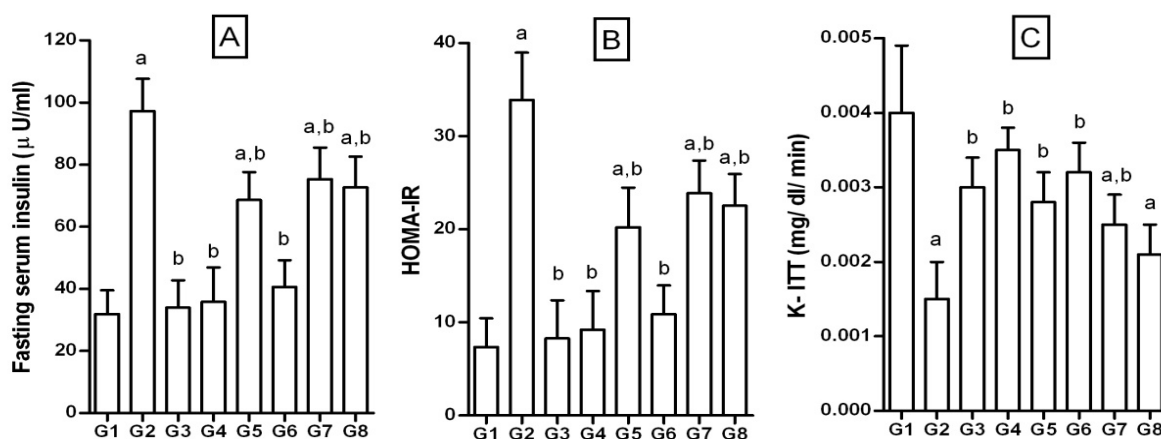 A
Fasting serum insulin (μ U/ml)
120
100
80
60
40
20
0
a
b
b
a,b
b
a,b
a,b
G1 G2 G3 G4 G5 G6 G7 G8
B
HOMA-IR
40
30
20
10
0
a
b
b
a,b
b
a,b
a,b
G1 G2 G3 G4 G5 G6 G7 G8
C
K- ITT (mg/ dl/ min)
0.005
0.004
0.003
0.002
0.001
0.000
a
b
b
b
b
a,b
a
G1 G2 G3 G4 G5 G6 G7 G8